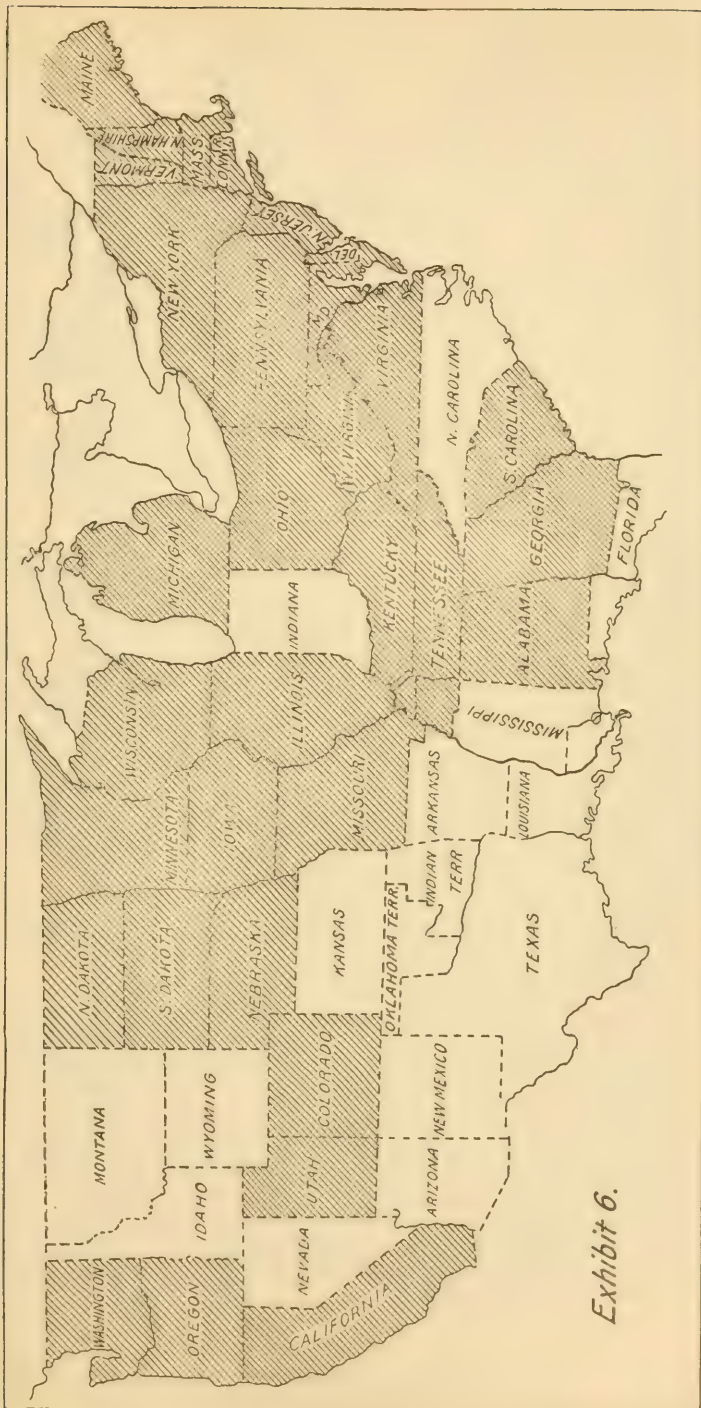 WASHINGTON
OREGON
CALIFORNIA
NEVADA
IDAHO
MONTANA
WYOMING
UTAH
COLORADO
ARIZONA
NEW MEXICO
N. DAKOTA
S. DAKOTA
NEBRASKA
KANSAS
OKLAHOMA TERR.
INDIAN
TERR
TEXAS
MINNESOTA
IOWA
MISSOURI
ARKANSAS
LOUISIANA
WISCONSIN
ILLINOIS
MICHIGAN
INDIANA
OHIO
KENTUCKY
TENNESSEE
MISSISSIPPI
ALABAMA
GEORGIA
FLORIDA
S. CAROLINA
N. CAROLINA
VIRGINIA
W. VIRGINIA
MD
DEL
PENNSYLVANIA
N. JERSEY
NEW YORK
CONN
MASS
VERMONT
N. HAMPSHIRE
MAINE
Exhibit 6.